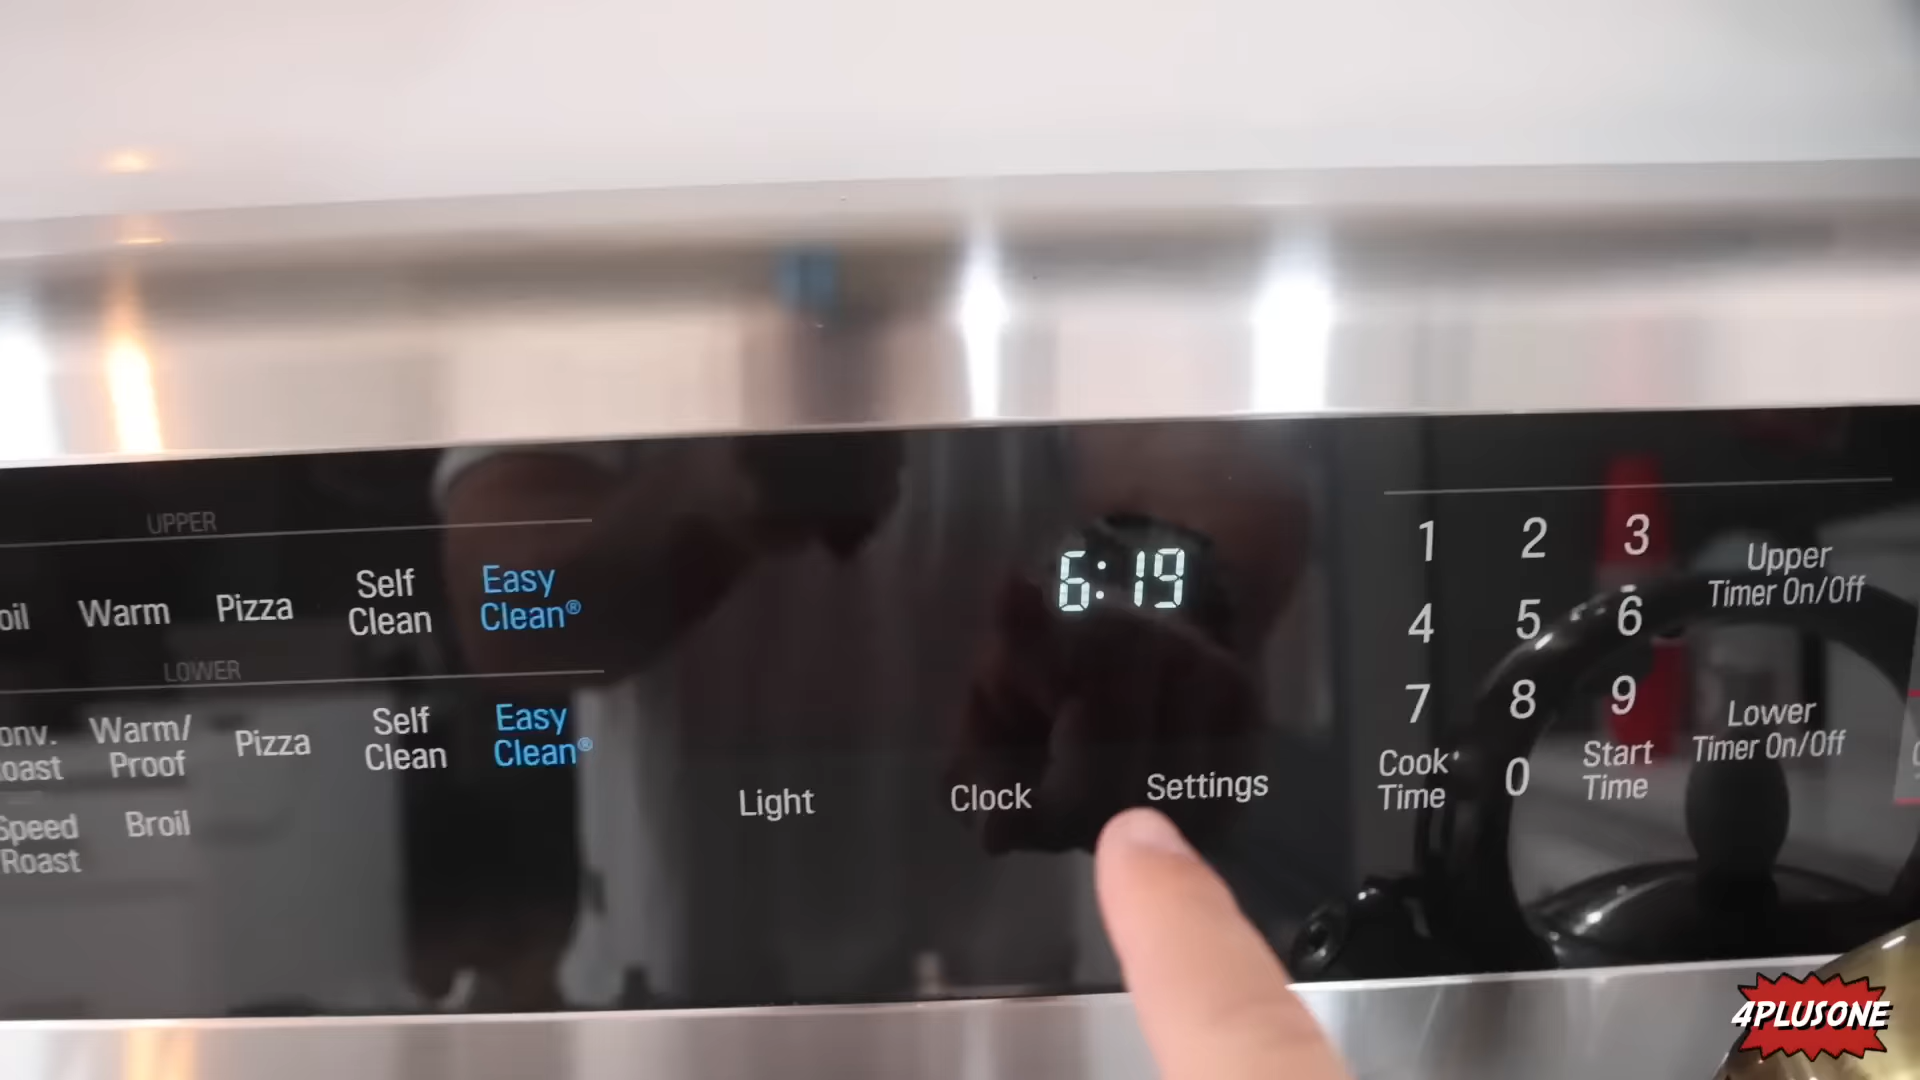 UPPER
oil
Warm
Pizza
Self
Clean
Easy
Clean®
LOWER
onv.
oast
Warm/
Proof
Pizza
Self
Clean
Easy
Clean®
Speed
Roast
Broil
6:19
Light
Clock
Settings
1 2 3
4 5 6
7 8 9
Cook
Time
0
Start
Time
Upper
Timer On/Off
Lower
Timer On/Off
4PLUSONE